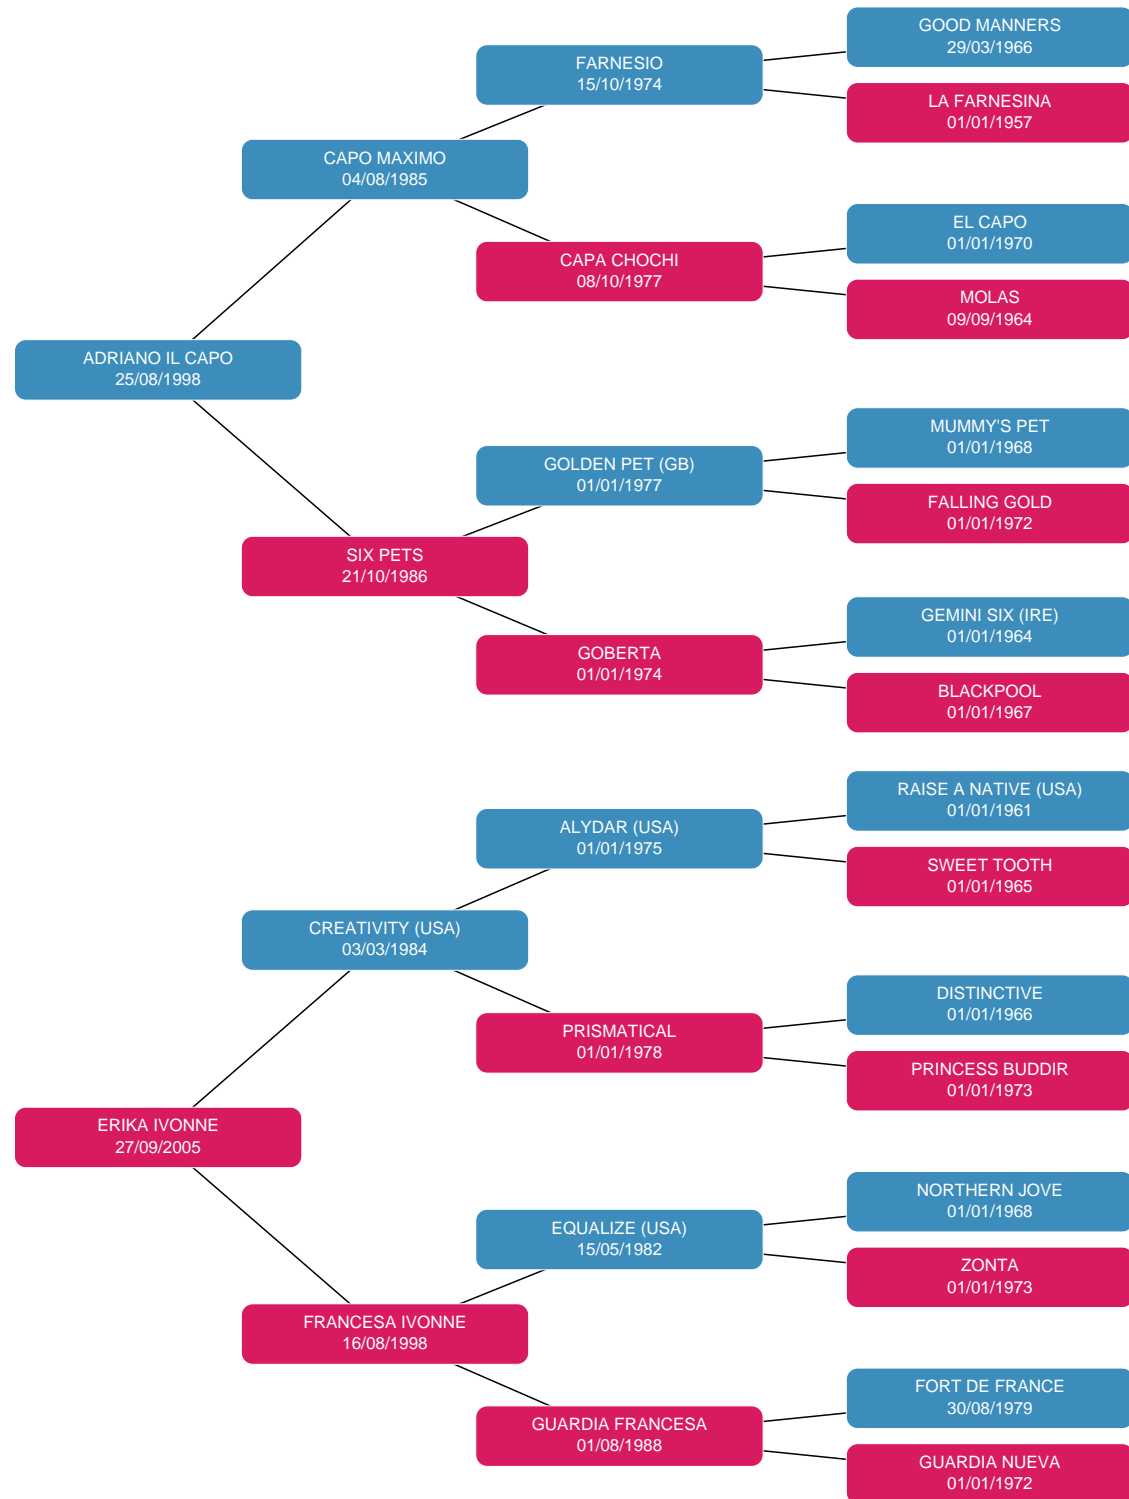 GOOD MANNERS
29/03/1966
FARNESIO
15/10/1974
LA FARNESINA
01/01/1957
CAPO MAXIMO
04/08/1985
EL CAPO
01/01/1970
CAPA CHOCHI
08/10/1977
MOLAS
09/09/1964
ADRIANO IL CAPO
25/08/1998
MUMMY'S PET
01/01/1968
GOLDEN PET (GB)
01/01/1977
FALLING GOLD
01/01/1972
SIX PETS
21/10/1986
GEMINI SIX (IRE)
01/01/1964
GOBERTA
01/01/1974
BLACKPOOL
01/01/1967
RAISE A NATIVE (USA)
01/01/1961
ALYDAR (USA)
01/01/1975
SWEET TOOTH
01/01/1965
CREATIVITY (USA)
03/03/1984
DISTINCTIVE
01/01/1966
PRISMATICAL
01/01/1978
PRINCESS BUDDIR
01/01/1973
ERIKA IVONNE
27/09/2005
NORTHERN JOVE
01/01/1968
EQUALIZE (USA)
15/05/1982
ZONTA
01/01/1973
FRANCESA IVONNE
16/08/1998
FORT DE FRANCE
30/08/1979
GUARDIA FRANCESA
01/08/1988
GUARDIA NUEVA
01/01/1972